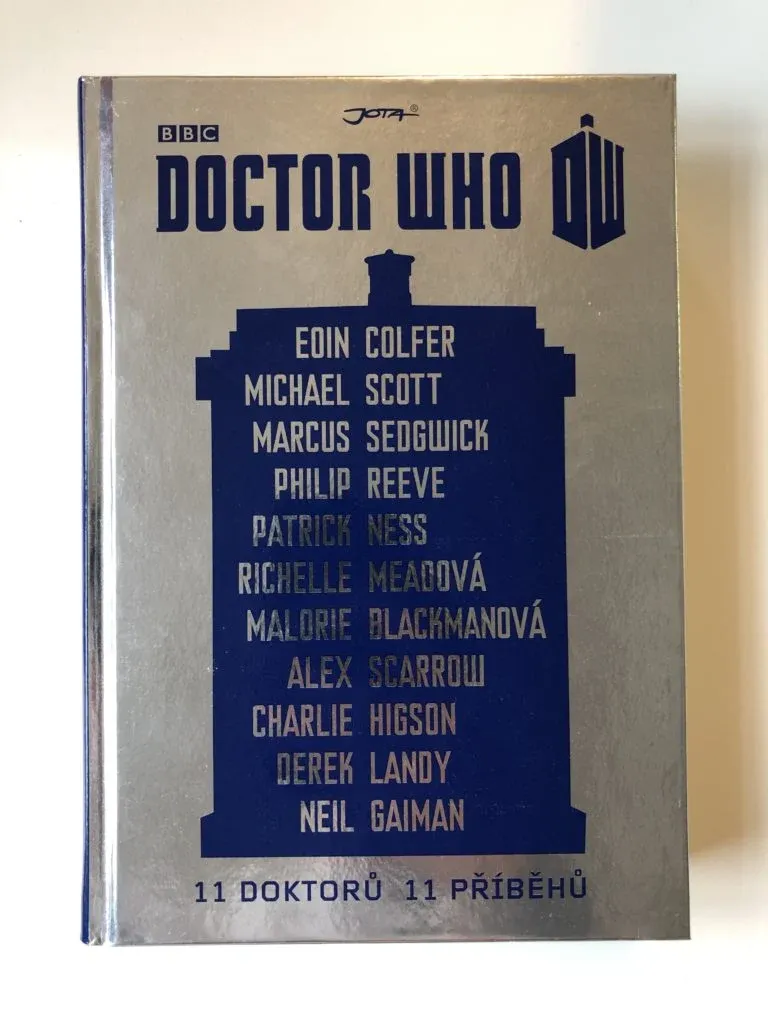 JOTA®
BBC
DOCTOR WHO DW
EOIN COLFER
MICHAEL SCOTT
MARCUS SEDGWICK
PHILIP REEVE
PATRICK NESS
RICHELLE MEADOVÁ
MALORIE BLACKMANOVÁ
ALEX SCARROW
CHARLIE HIGSON
DEREK LANDY
NEIL GAIMAN
11 DOKTORŮ 11 PŘÍBĚHŮ